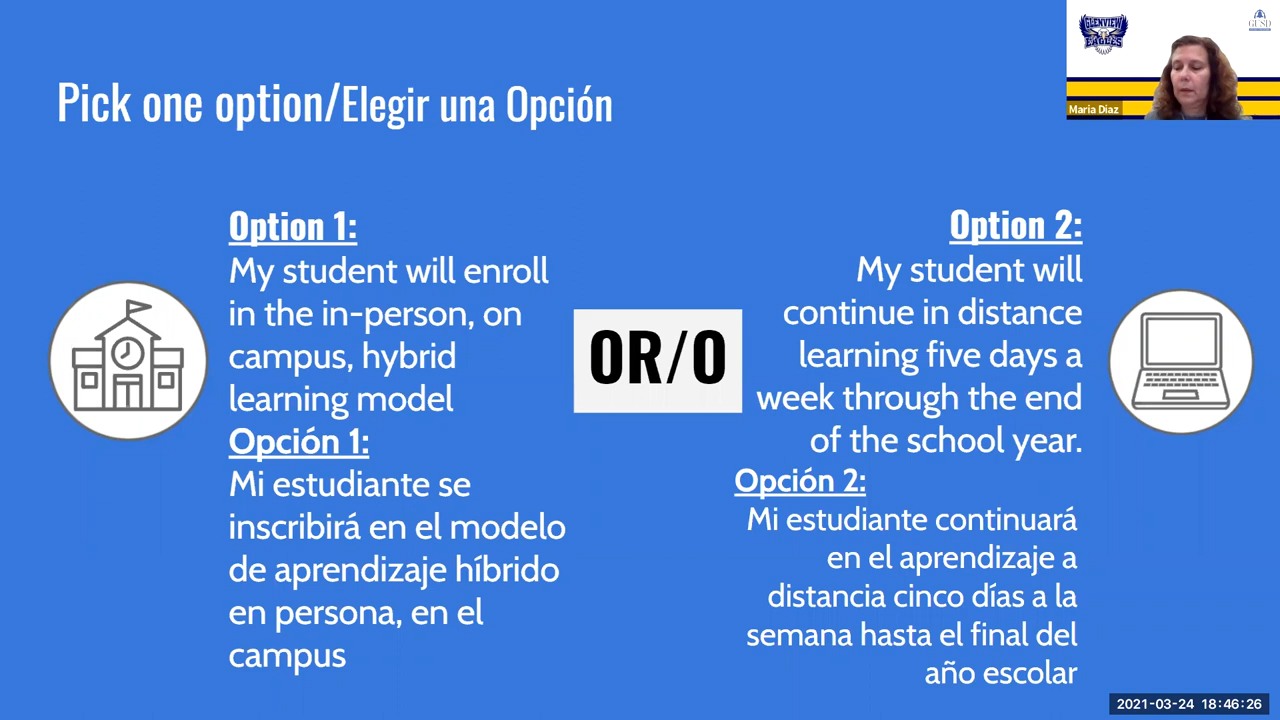 Pick one option/Elegir una Opción
Option 1:
My student will enroll
in the in-person, on
campus, hybrid
learning model
Opción 1:
Mi estudiante se
inscribirá en el modelo
de aprendizaje híbrido
en persona, en el
campus
OR/O
Option 2:
My student will
continue in distance
learning five days a
week through the end
of the school year.
Opción 2:
Mi estudiante continuará
en el aprendizaje a
distancia cinco días a la
semana hasta el final del
año escolar
GLENVIEW
EAGLES
GUSD
Maria Diaz
2021-03-24 18:46:26